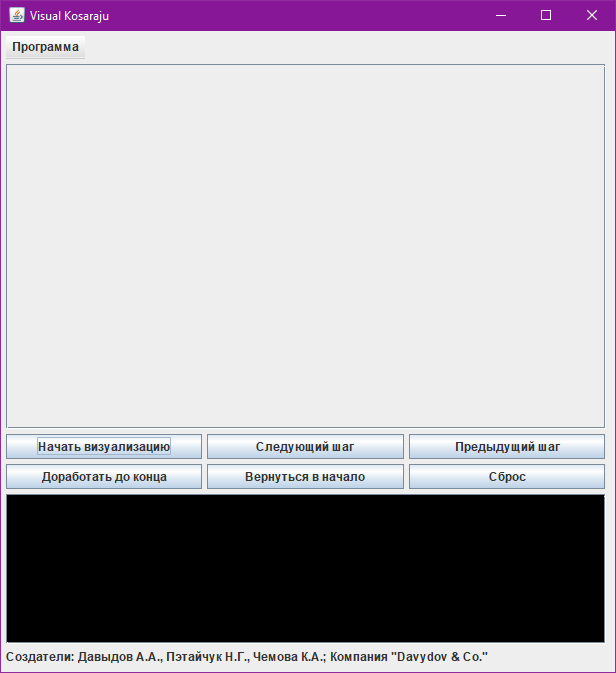 Visual Kosaraju
Программа
Начать визуализацию Следующий шаг Предыдущий шаг
Доработать до конца Вернуться в начало Сброс
Создатели: Давыдов А.А., Пэтайчук Н.Г., Чемова К.А.; Компания "Davydov & Co."